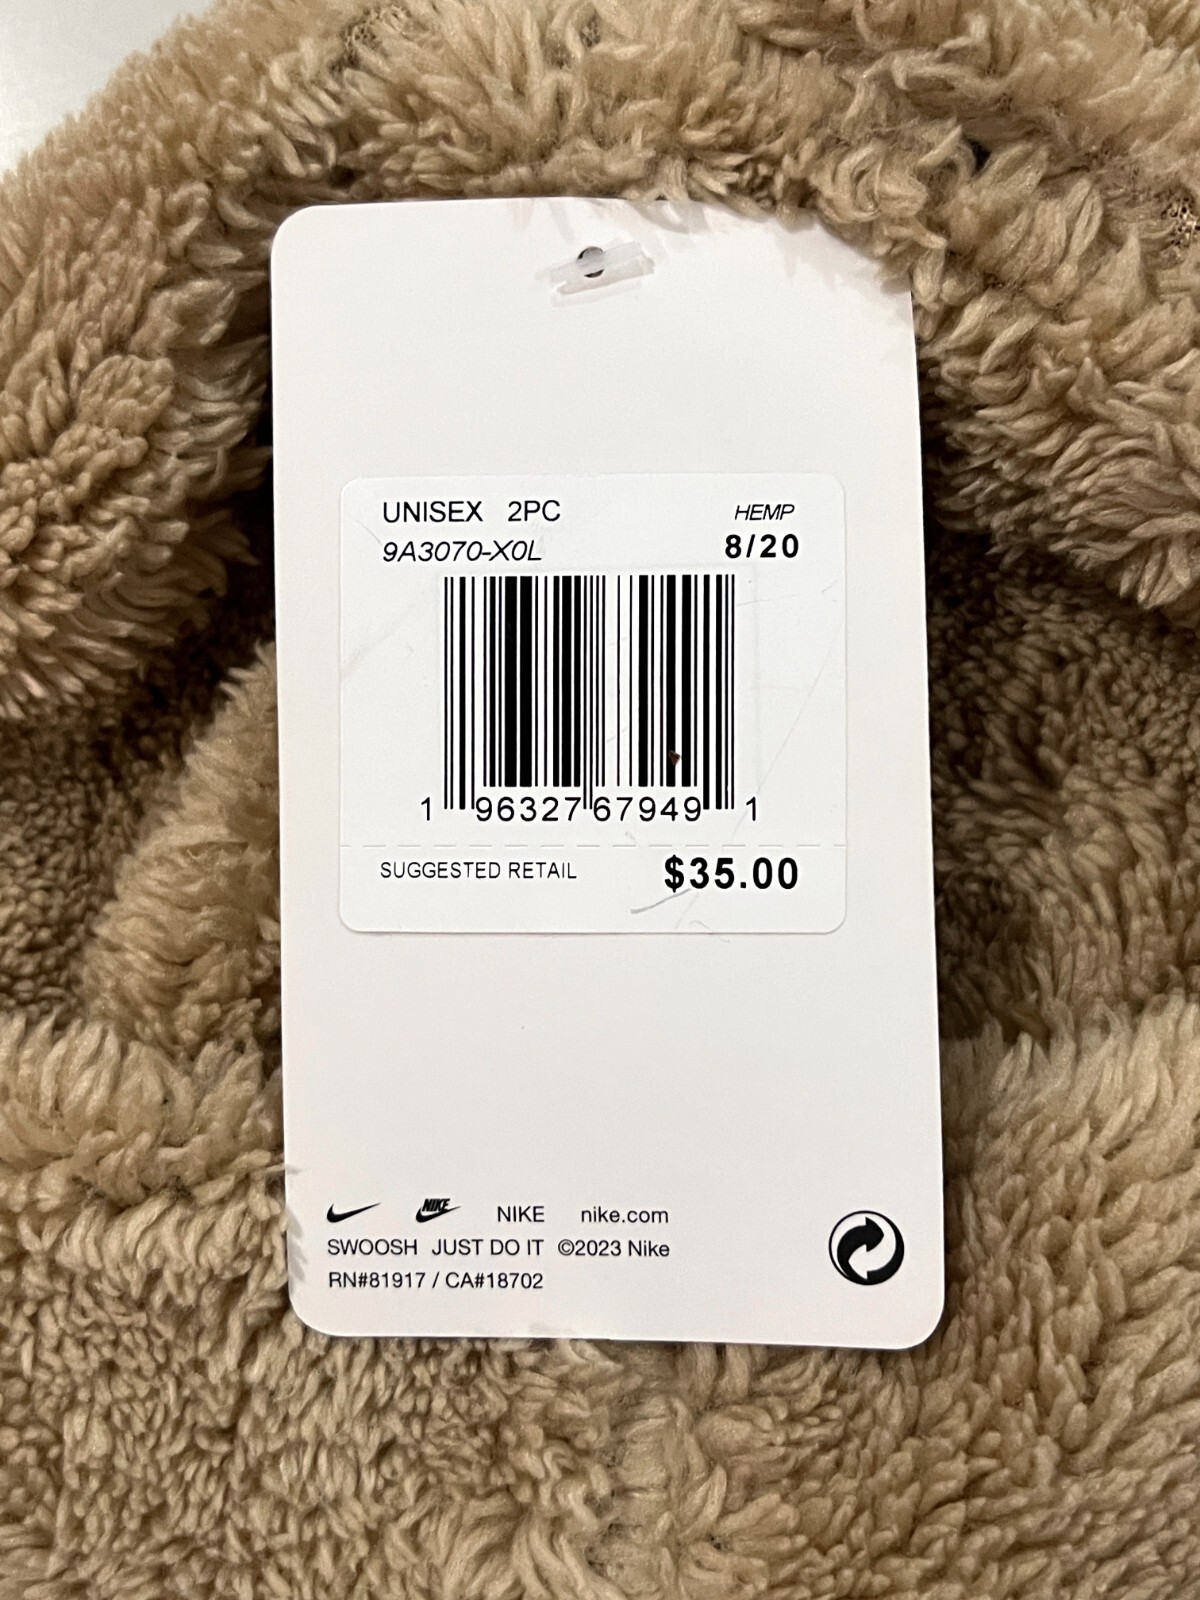 UNISEX 2PC HEMP
9A3070-X0L 8/20
1 96327 67949 1
SUGGESTED RETAIL $35.00
NIKE NIKE nike.com
SWOOSH JUST DO IT ©2023 Nike
RN#81917 / CA#18702